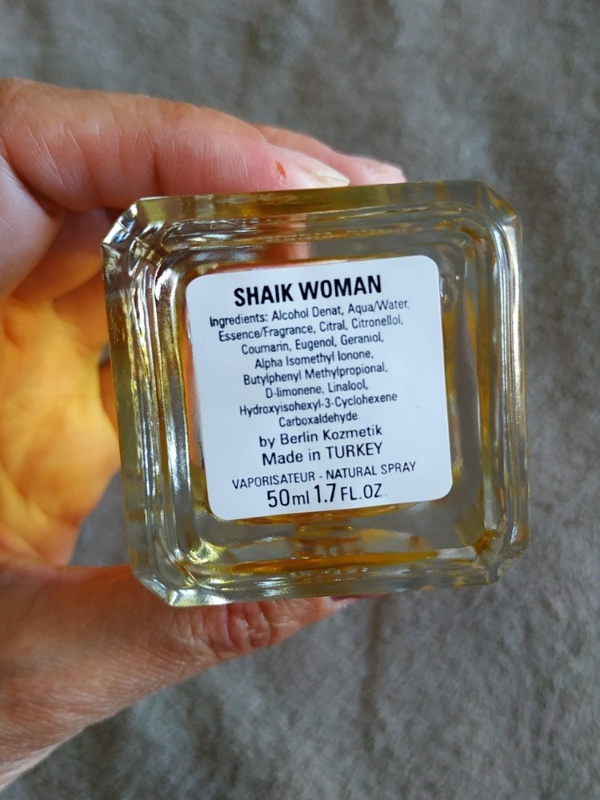 SHAIK WOMAN
Ingredients: Alcohol Denat, Aqua/Water,
Essence/Fragrance, Citral, Citronellol,
Coumarin, Eugenol, Geraniol,
Alpha Isomethyl Ionone,
Butylphenyl Methylpropional,
D-limonene, Linalool,
Hydroxyisohexyl-3-Cyclohexene
Carboxaldehyde.
by Berlin Kozmetik
Made in TURKEY
VAPORISATEUR - NATURAL SPRAY
50ml 1.7 FL.OZ.